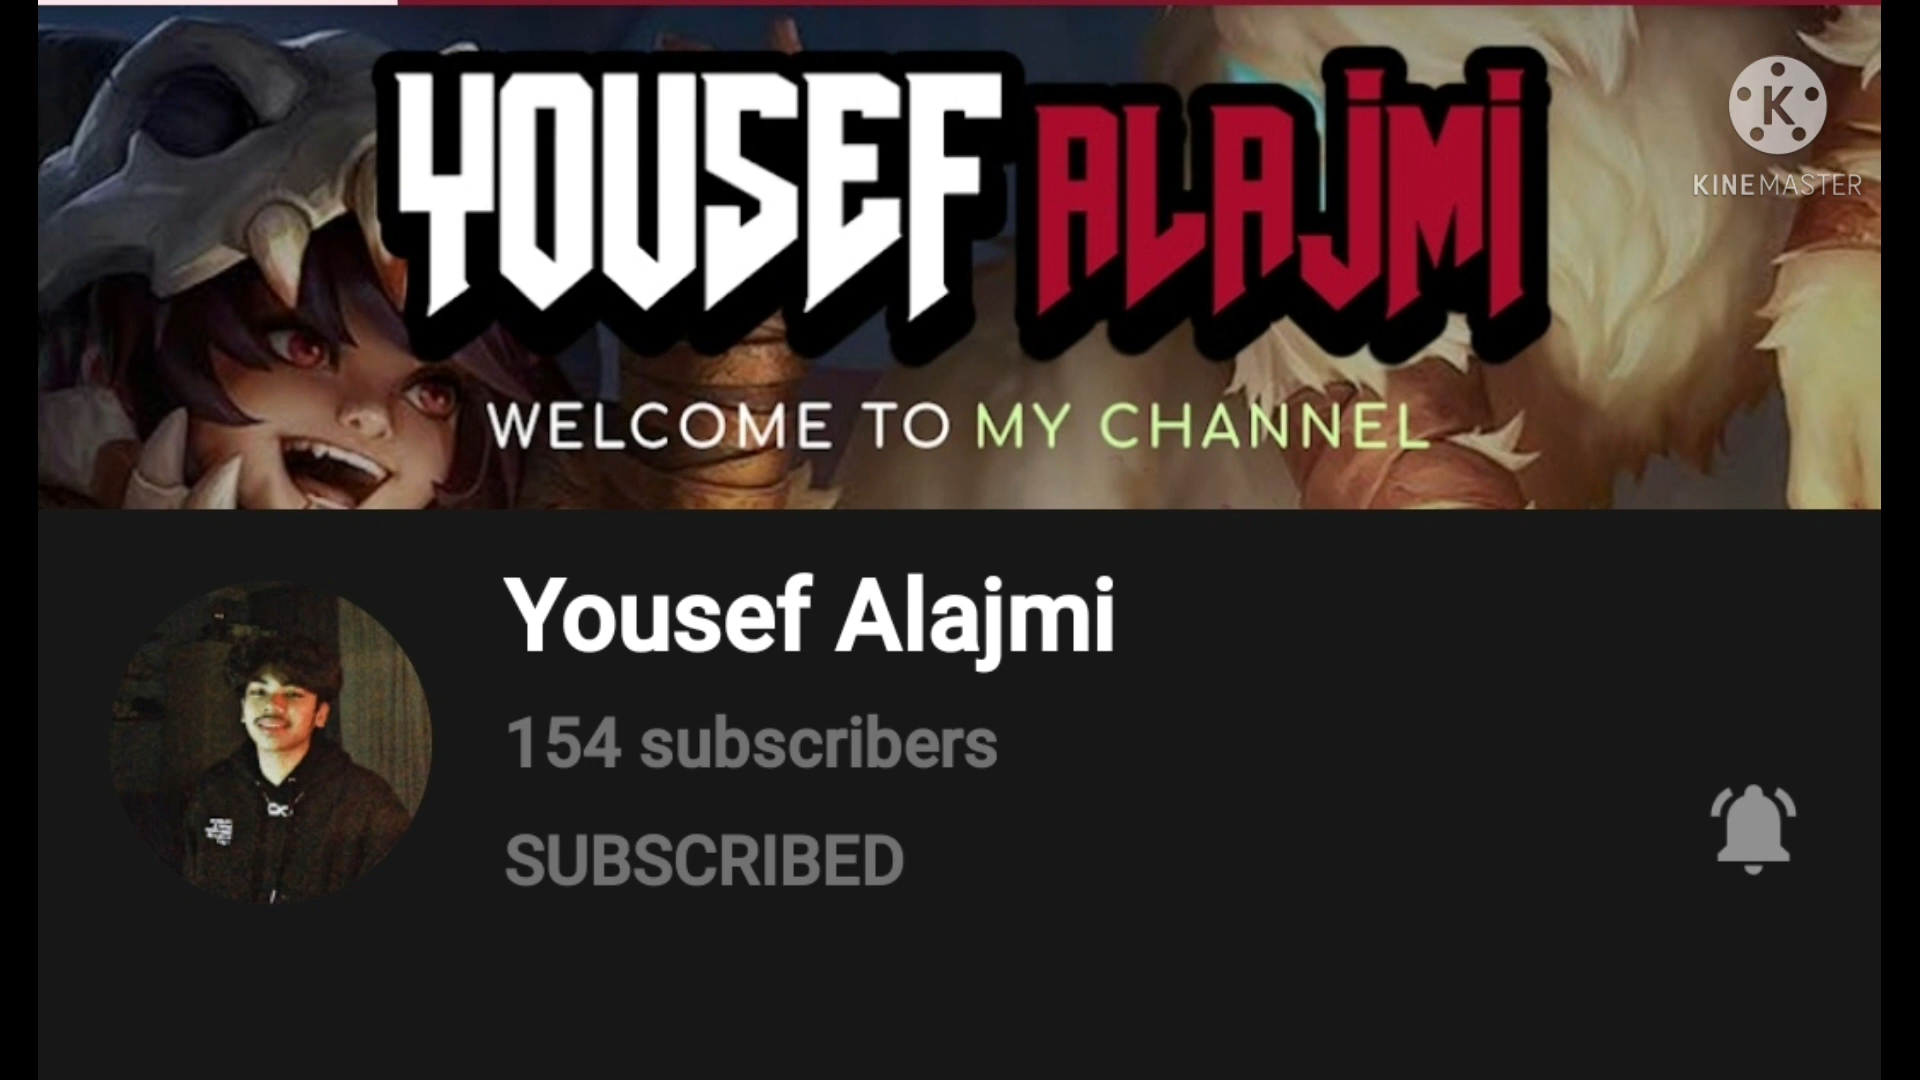 YOUSEF ALAJMI
K
KINEMASTER
WELCOME TO MY CHANNEL
Yousef Alajmi
154 subscribers
SUBSCRIBED